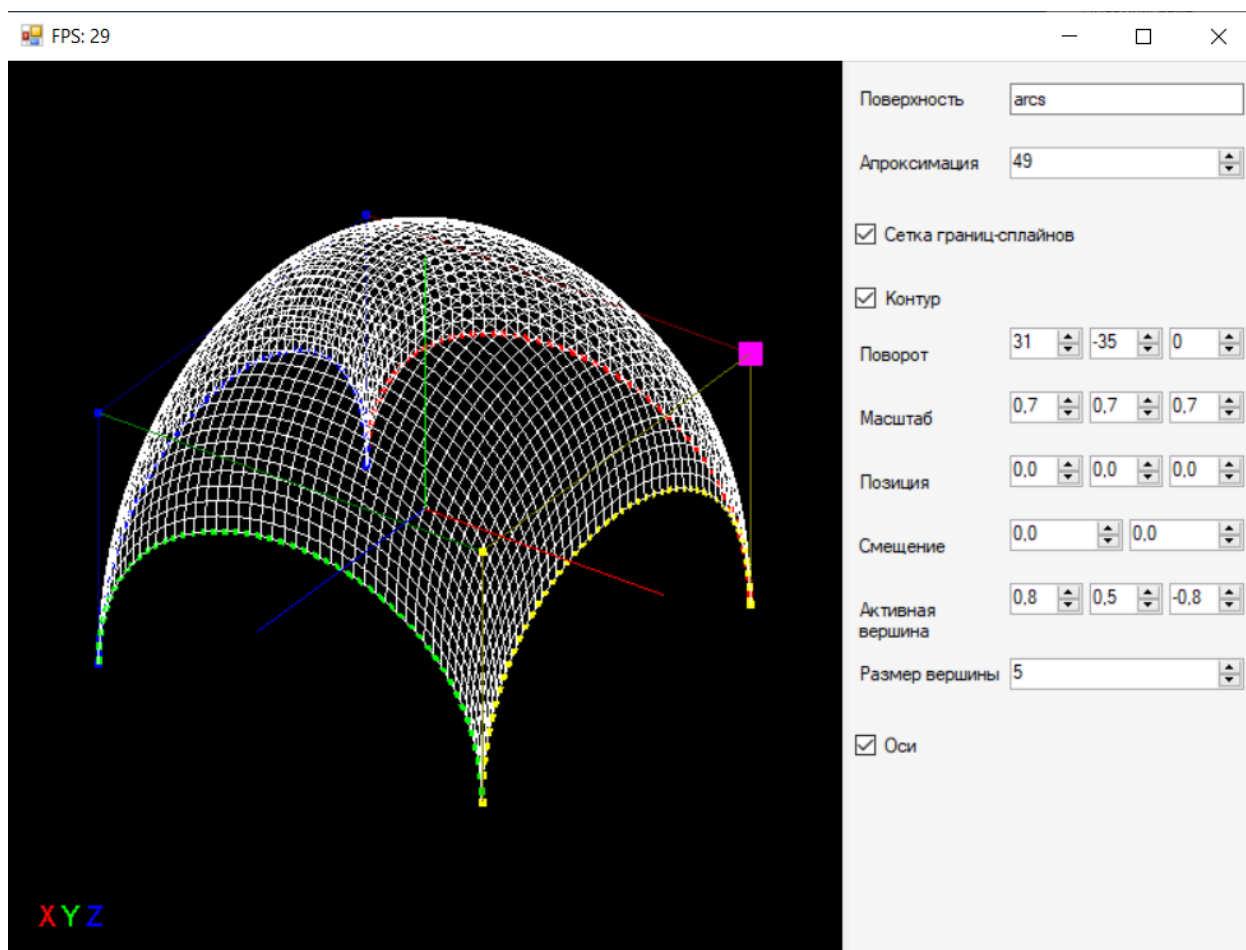 FPS: 29
Поверхность arcs
Апроксимация 49
Сетка границ-сплайнов
Контур
Поворот 31 -35 0
Масштаб 0,7 0,7 0,7
Позиция 0,0 0,0 0,0
Смещение 0,0 0,0
Активная 0,8 0,5 -0,8
вершина
Размер вершины 5
Оси
X Y Z